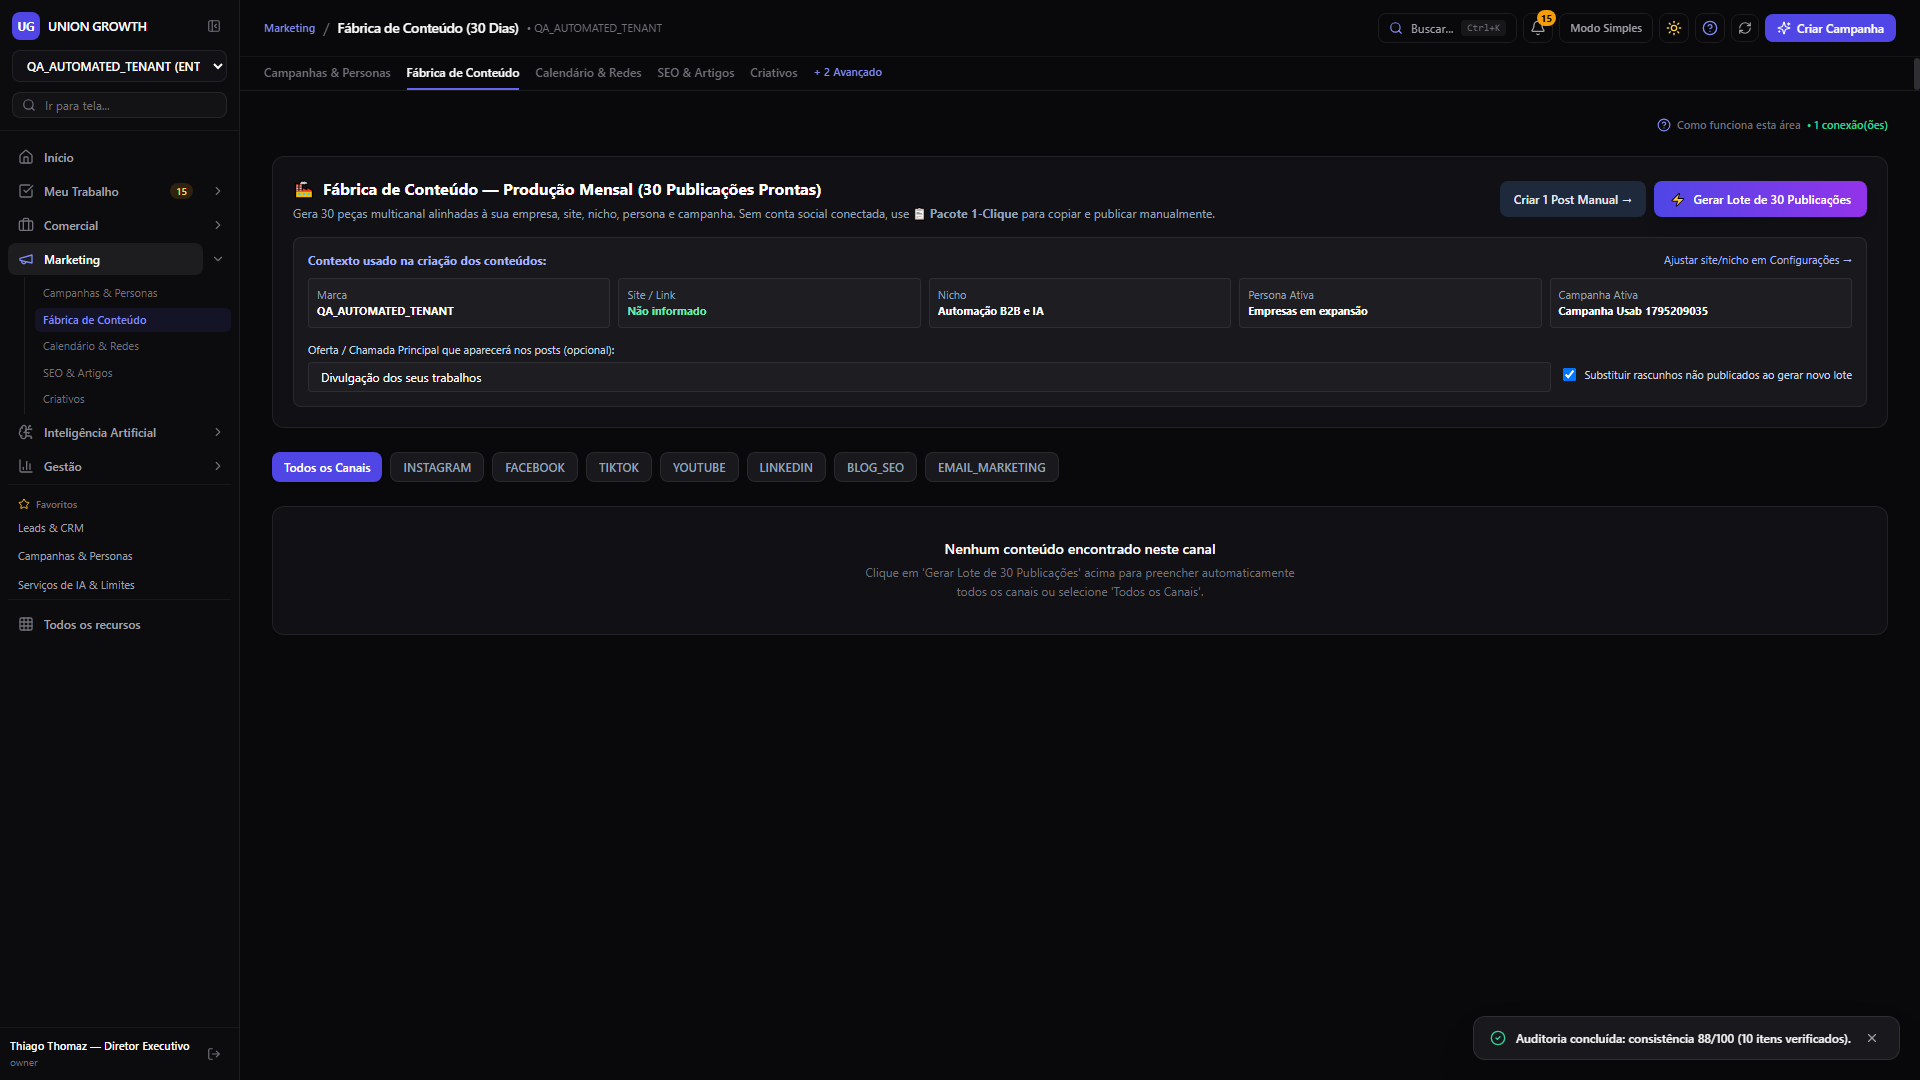 UG UNION GROWTH
QA_AUTOMATED_TENANT (ENT
Ir para tela...
Início
Meu Trabalho 15
Comercial
Marketing
Campanhas & Personas
Fábrica de Conteúdo
Calendário & Redes
SEO & Artigos
Criativos
Inteligência Artificial
Gestão
Favoritos
Leads & CRM
Campanhas & Personas
Serviços de IA & Limites
Todos os recursos
Thiago Thomaz — Diretor Executivo
owner
Marketing / Fábrica de Conteúdo (30 Dias) • QA_AUTOMATED_TENANT
Buscar... Ctrl+K 15 Modo Simples Criar Campanha
Campanhas & Personas Fábrica de Conteúdo Calendário & Redes SEO & Artigos Criativos + 2 Avançado
Como funciona esta área • 1 conexão(ões)
Fábrica de Conteúdo — Produção Mensal (30 Publicações Prontas)
Gera 30 peças multicanal alinhadas à sua empresa, site, nicho, persona e campanha. Sem conta social conectada, use 📋 Pacote 1-Clique para copiar e publicar manualmente.
Criar 1 Post Manual → ⚡ Gerar Lote de 30 Publicações
Contexto usado na criação dos conteúdos:
Ajustar site/nicho em Configurações →
Marca
QA_AUTOMATED_TENANT
Site / Link
Não informado
Nicho
Automação B2B e IA
Persona Ativa
Empresas em expansão
Campanha Ativa
Campanha Usab 1795209035
Oferta / Chamada Principal que aparecerá nos posts (opcional):
Divulgação dos seus trabalhos
Substituir rascunhos não publicados ao gerar novo lote
Todos os Canais INSTAGRAM FACEBOOK TIKTOK YOUTUBE LINKEDIN BLOG_SEO EMAIL_MARKETING
Nenhum conteúdo encontrado neste canal
Clique em 'Gerar Lote de 30 Publicações' acima para preencher automaticamente
todos os canais ou selecione 'Todos os Canais'.
Auditoria concluída: consistência 88/100 (10 itens verificados).